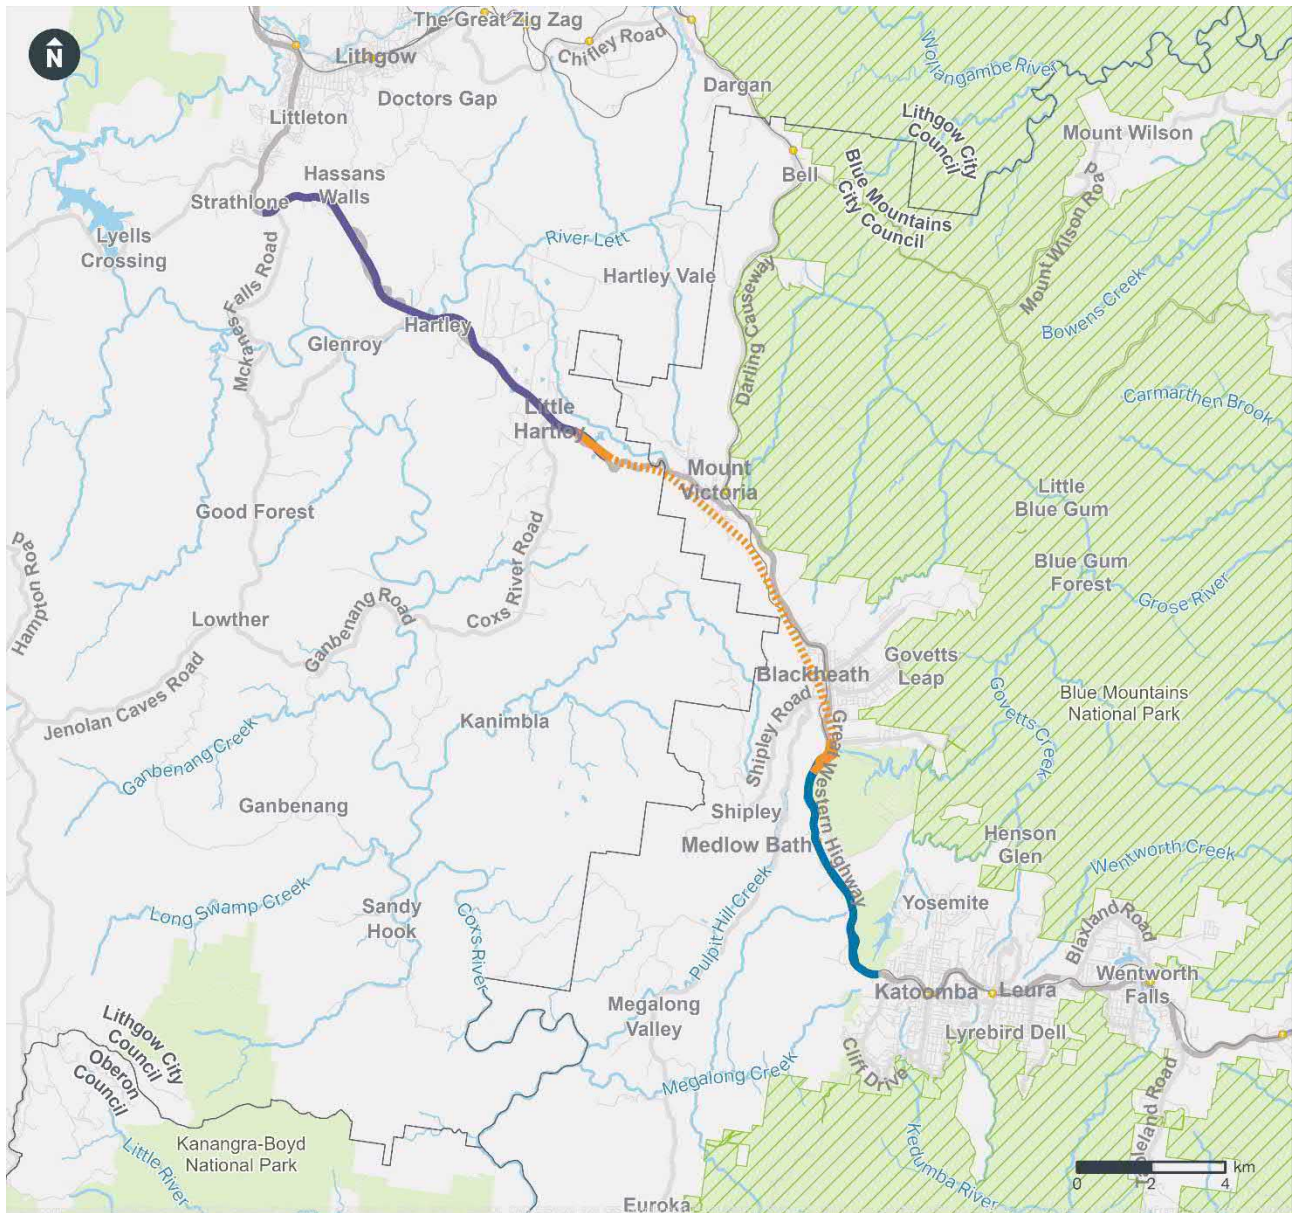 The Great Zig Zag
N
Lithgow
Chifley Road
Wollangambe River
Dargan
Doctors Gap
Littleton
Lithgow City
Council
Mount Wilson
Blue Mountains
City Council
Bell
Hassans
Walls
Strathlone
Lyells
Crossing
River Lett
Hartley Vale
Mckanes Falls Road
Darling Causeway
Mount Wilson Road
Bowens Creek
Hartley
Glenroy
Carmarthen Brook
Little
Hartley
Mount
Victoria
Little
Blue Gum
Good Forest
Hampton Road
Coxs River Road
Blue Gum
Forest
Grose River
Lowther
Ganbenang Road
Govetts
Leap
Blackheath
Jenolan Caves Road
Kanimbla
Shipley Road
Great Western Highway
Govetts Creek
Blue Mountains
National Park
Ganbenang Creek
Ganbenang
Shipley
Medlow Bath
Henson
Glen
Wentworth Creek
Long Swamp Creek
Sandy
Hook
Coxs River
Pulpit Hill Creek
Yosemite
Blaxland Road
Wentworth
Falls
Katoomba
Leura
Megalong
Valley
Lyrebird Dell
Lithgow City
Council
Oberon
Council
Megalong Creek
Cliff Drive
Kanangra-Boyd
National Park
Little River
Kedumba River
Tableland Road
km
0 2 4
Euroka